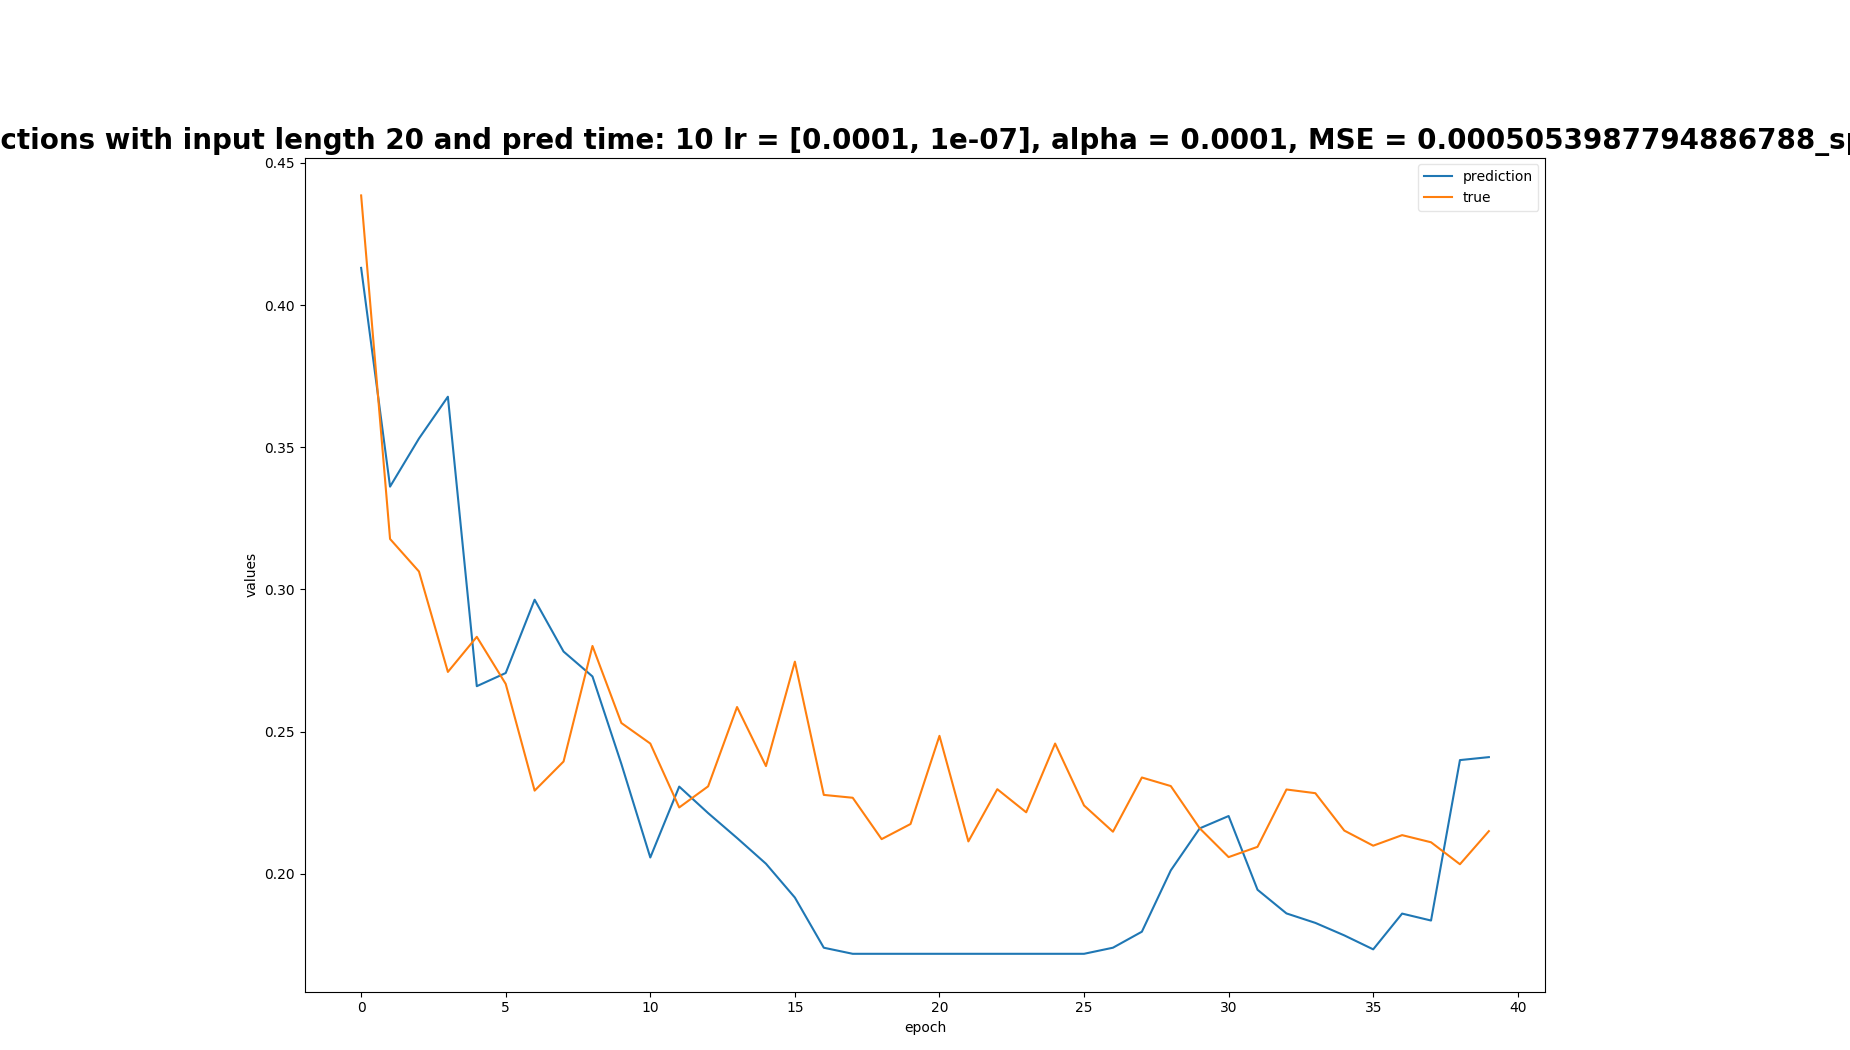 ctions with input length 20 and pred time: 10 lr = [0.0001, 1e-07], alpha = 0.0001, MSE = 0.0005053987794886788_sp
0.45
prediction
true
0.40
0.35
values
0.30
0.25
0.20
0 5 10 15 20 25 30 35 40
epoch